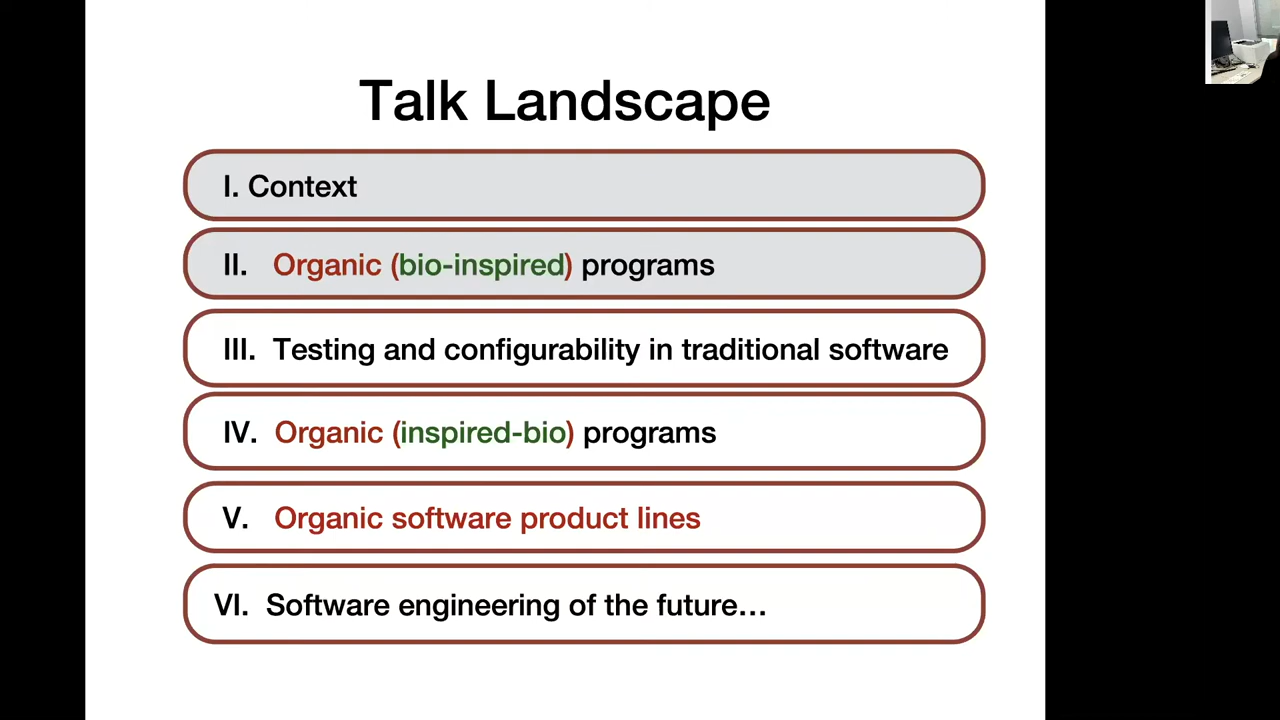 Talk Landscape
I. Context
II. Organic (bio-inspired) programs
III. Testing and configurability in traditional software
IV. Organic (inspired-bio) programs
V. Organic software product lines
VI. Software engineering of the future…